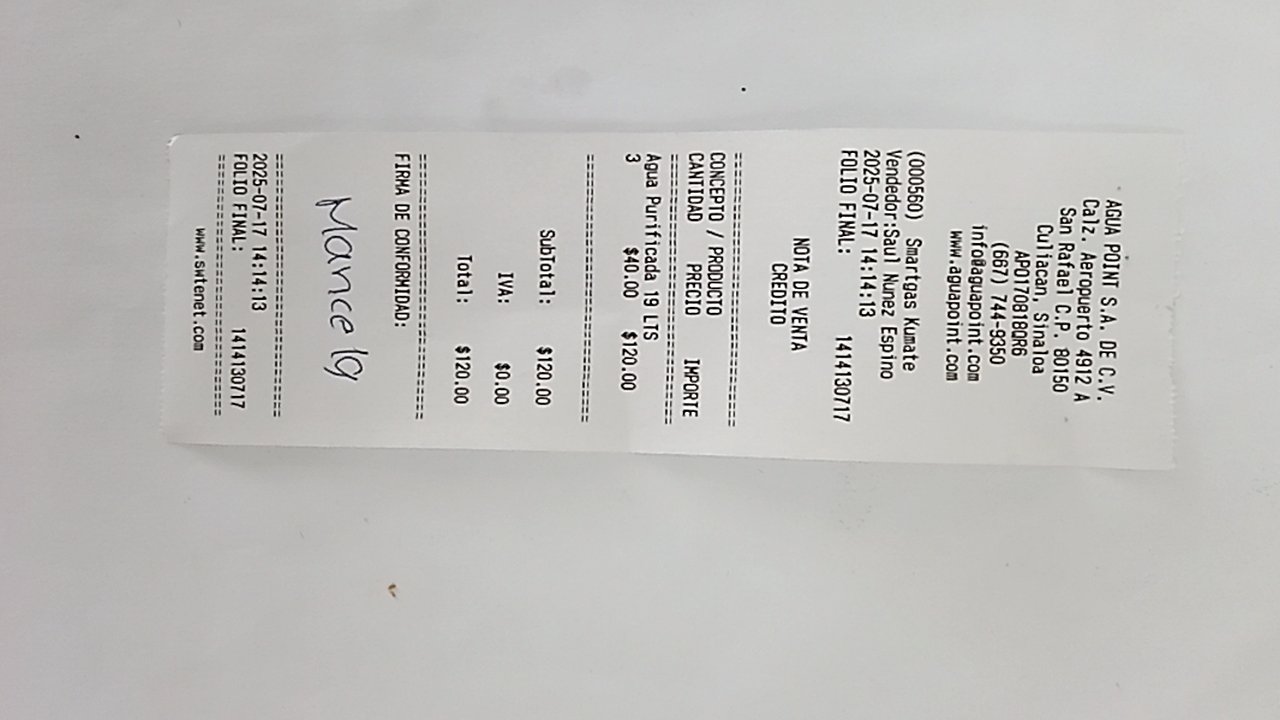 AGUA POINT S.A. DE C.V.
Calz. Aeropuerto 4912 A
San Rafael C.P. 80150
Culiacan, Sinaloa
APO170818QR6
(667) 744-9350
info@aguapoint.com
www.aguapoint.com
(000560) Smartgas Kumate
Vendedor:Saul Nunez Espino
2025-07-17 14:14:13
FOLIO FINAL: 1414130717
NOTA DE VENTA
CREDITO
================================
CONCEPTO / PRODUCTO
CANTIDAD PRECIO IMPORTE
================================
Agua Purificada 19 LTS
3 $40.00 $120.00
================================
SubTotal: $120.00
IVA: $0.00
Total: $120.00
================================
FIRMA DE CONFORMIDAD:
Marcela
================================
2025-07-17 14:14:13
FOLIO FINAL: 1414130717
================================
www.swtenet.com